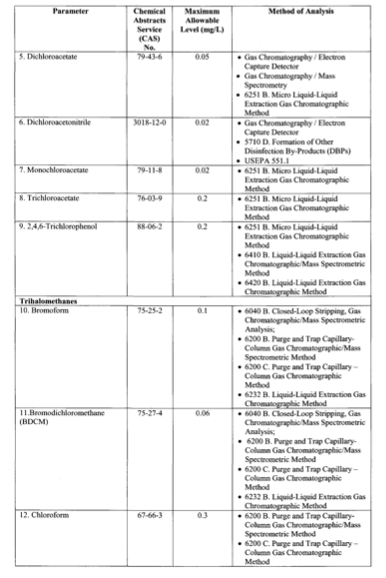 Parameter
Chemical
Abstracts
Service
(CAS)
No.
Maximum
Allowable
Level (mg/L)
Method of Analysis
5. Dichloroacetate
79-43-6
0.05
• Gas Chromatography / Electron
Capture Detector
• Gas Chromatography / Mass
Spectrometry
• 6251 B. Micro Liquid-Liquid
Extraction Gas Chromatographic
Method
6. Dichloroacetonitrile
3018-12-0
0.02
• Gas Chromatography / Electron
Capture Detector
• 5710 D. Formation of Other
Disinfection By-Products (DBPs)
• USEPA 551.1
7. Monochloroacetate
79-11-8
0.02
• 6251 B. Micro Liquid-Liquid
Extraction Gas Chromatographic
Method
8. Trichloroacetate
76-03-9
0.2
• 6251 B. Micro Liquid-Liquid
Extraction Gas Chromatographic
Method
9. 2,4,6-Trichlorophenol
88-06-2
0.2
• 6251 B. Micro Liquid-Liquid
Extraction Gas Chromatographic
Method
• 6410 B. Liquid-Liquid Extraction Gas
Chromatographic/Mass Spectrometric
Method
• 6420 B. Liquid-Liquid Extraction Gas
Chromatographic Method
Trihalomethanes
10. Bromoform
75-25-2
0.1
• 6040 B. Closed-Loop Stripping, Gas
Chromatographic/Mass Spectrometric
Analysis;
• 6200 B. Purge and Trap Capillary-
Column Gas Chromatographic/Mass
Spectrometric Method
• 6200 C. Purge and Trap Capillary –
Column Gas Chromatographic
Method
• 6232 B. Liquid-Liquid Extraction Gas
Chromatographic Method
11.Bromodichloromethane
(BDCM)
75-27-4
0.06
• 6040 B. Closed-Loop Stripping, Gas
Chromatographic/Mass Spectrometric
Analysis;
• 6200 B. Purge and Trap Capillary-
Column Gas Chromatographic/Mass
Spectrometric Method
• 6200 C. Purge and Trap Capillary –
Column Gas Chromatographic
Method
• 6232 B. Liquid-Liquid Extraction Gas
Chromatographic Method
12. Chloroform
67-66-3
0.3
• 6200 B. Purge and Trap Capillary-
Column Gas Chromatographic/Mass
Spectrometric Method
• 6200 C. Purge and Trap Capillary –
Column Gas Chromatographic
Method